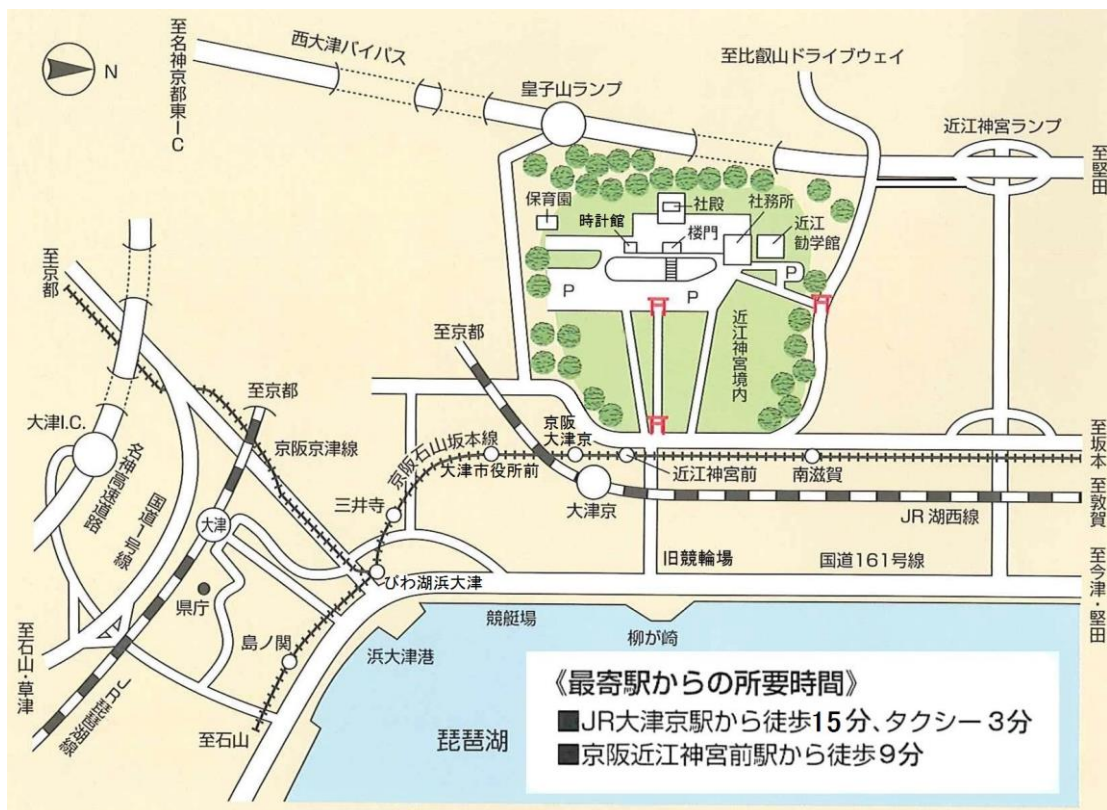 至名神京都東IC
N
西大津バイパス
皇子山ランプ
至比叡山ドライブウェイ
近江神宮ランプ
至堅田
保育園
時計館
社殿
楼門
社務所
近江
勧学館
P
P
P
近江神宮境内
至京都
至京都
至京都
大津I.C.
名神高速道路
国道1号線
京阪京津線
京阪石山坂本線
大津市役所前
京阪
大津京
近江神宮前
南滋賀
至坂本
至敦賀
大津京
JR湖西線
三井寺
大津
県庁
びわ湖浜大津
旧競輪場
国道161号線
至今津・堅田
島ノ関
浜大津港
競艇場
柳が崎
至石山・草津
JR琵琶湖線
至石山
琵琶湖
《最寄駅からの所要時間》
■JR大津京駅から徒歩15分、タクシー3分
■京阪近江神宮前駅から徒歩9分